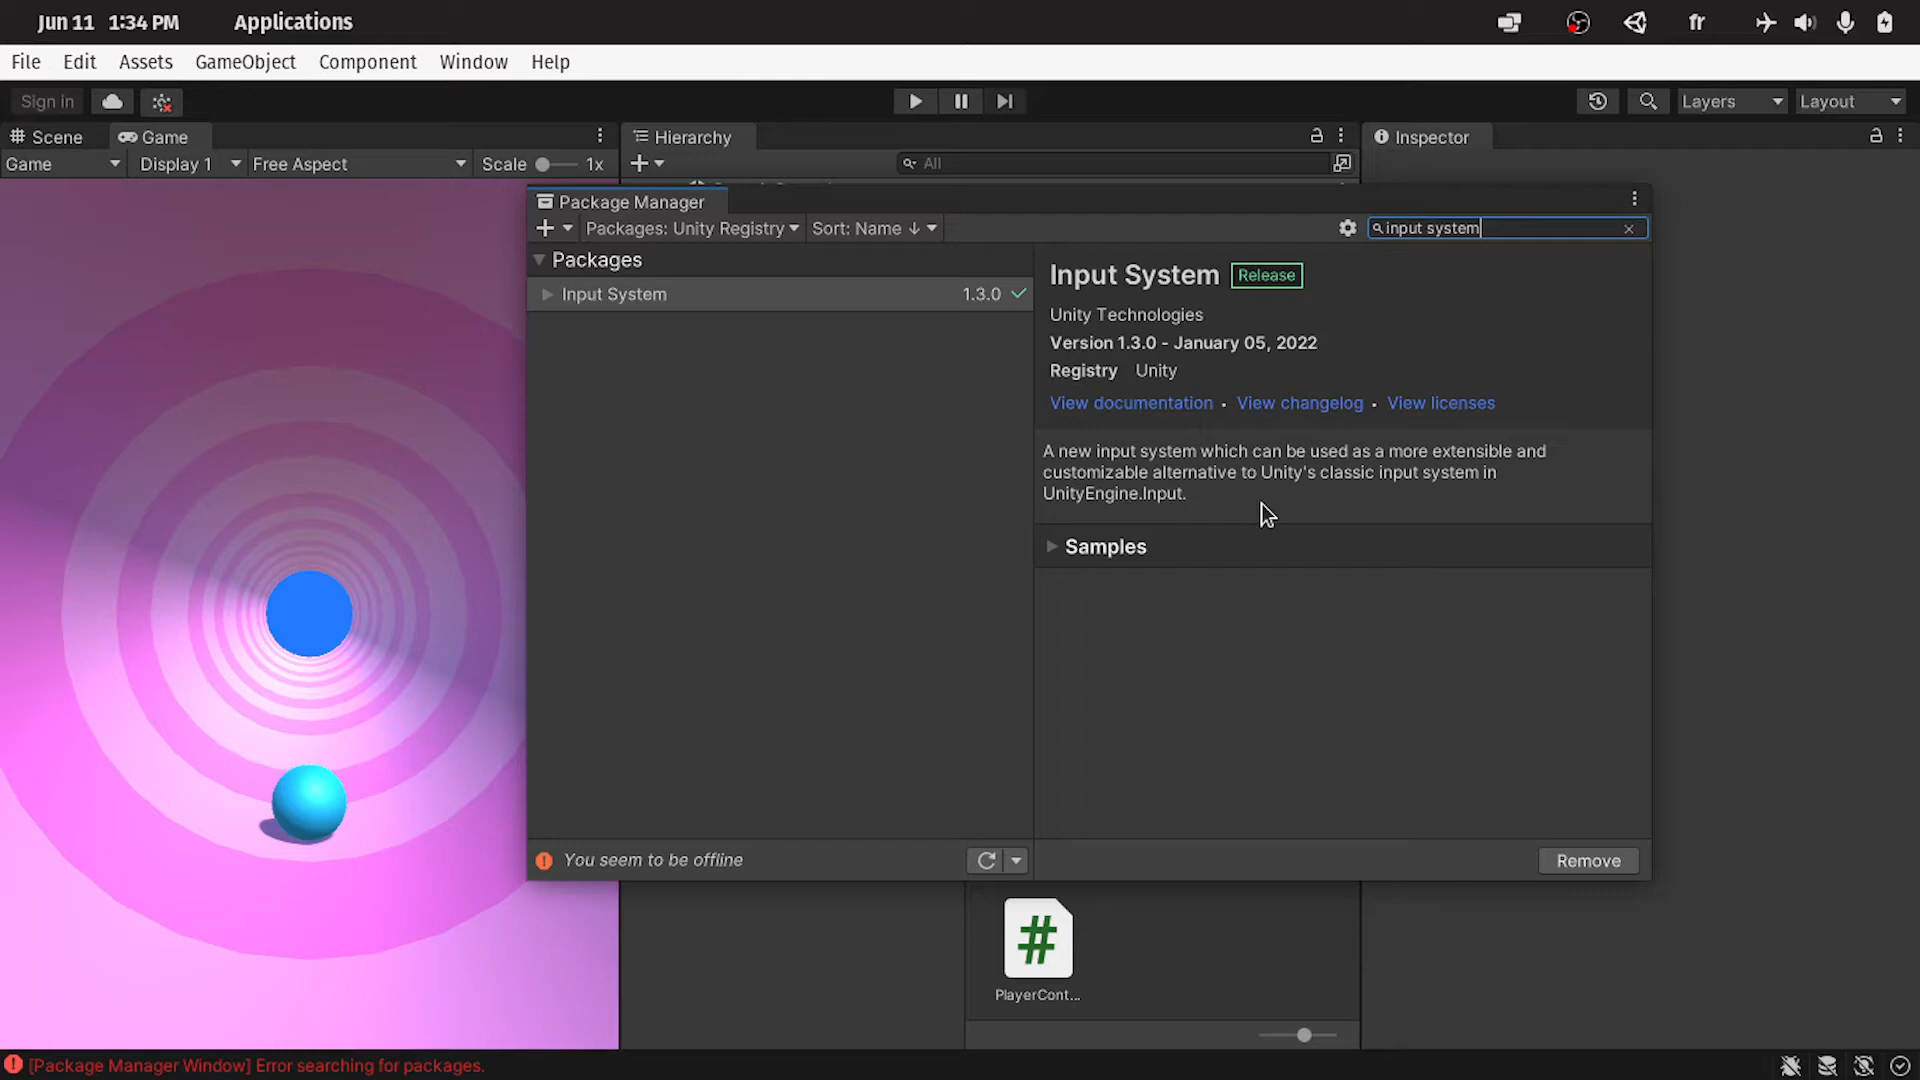 Jun 11 1:34 PM Applications fr
File Edit Assets GameObject Component Window Help
Sign in Layers Layout
Scene Game Hierarchy Inspector
Game Display 1 Free Aspect Scale 1x All
Package Manager
Packages: Unity Registry Sort: Name ↓ input system
Packages
Input System 1.3.0
Input System Release
Unity Technologies
Version 1.3.0 - January 05, 2022
Registry Unity
View documentation • View changelog • View licenses
A new input system which can be used as a more extensible and
customizable alternative to Unity's classic input system in
UnityEngine.Input.
Samples
You seem to be offline Remove
#
PlayerCont...
[Package Manager Window] Error searching for packages.